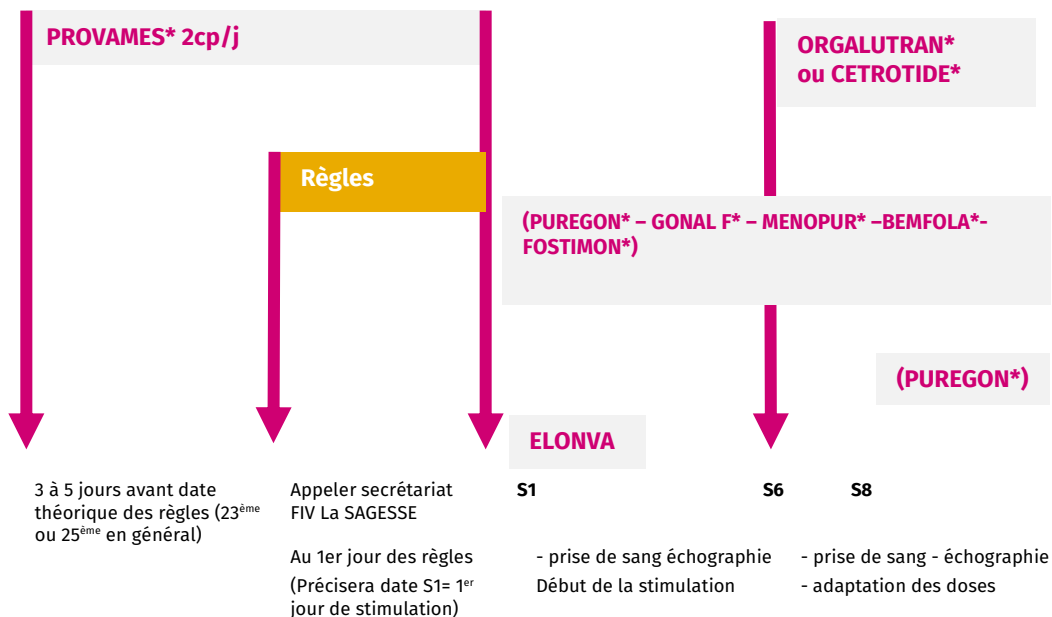 PROVAMES* 2cp/j
ORGALUTRAN*
ou CETROTIDE*
Règles
(PUREGON* – GONAL F* – MENOPUR* –BEMFOLA*-
FOSTIMON*)
(PUREGON*)
ELONVA
3 à 5 jours avant date
théorique des règles (23ème
ou 25ème en général)
Appeler secrétariat
FIV La SAGESSE
Au 1er jour des règles
(Précisera date S1= 1er
jour de stimulation)
S1
- prise de sang échographie
Début de la stimulation
S6
S8
- prise de sang - échographie
- adaptation des doses